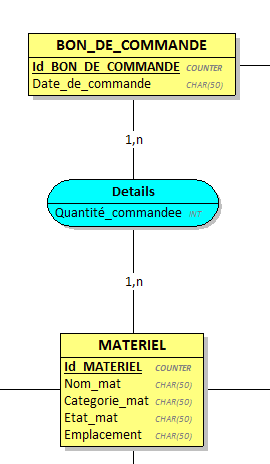 BON_DE_COMMANDE
Id_BON_DE_COMMANDE COUNTER
Date_de_commande CHAR(50)
1,n
Details
Quantité_commandee INT
1,n
MATERIEL
Id_MATERIEL COUNTER
Nom_mat CHAR(50)
Categorie_mat CHAR(50)
Etat_mat CHAR(50)
Emplacement CHAR(50)